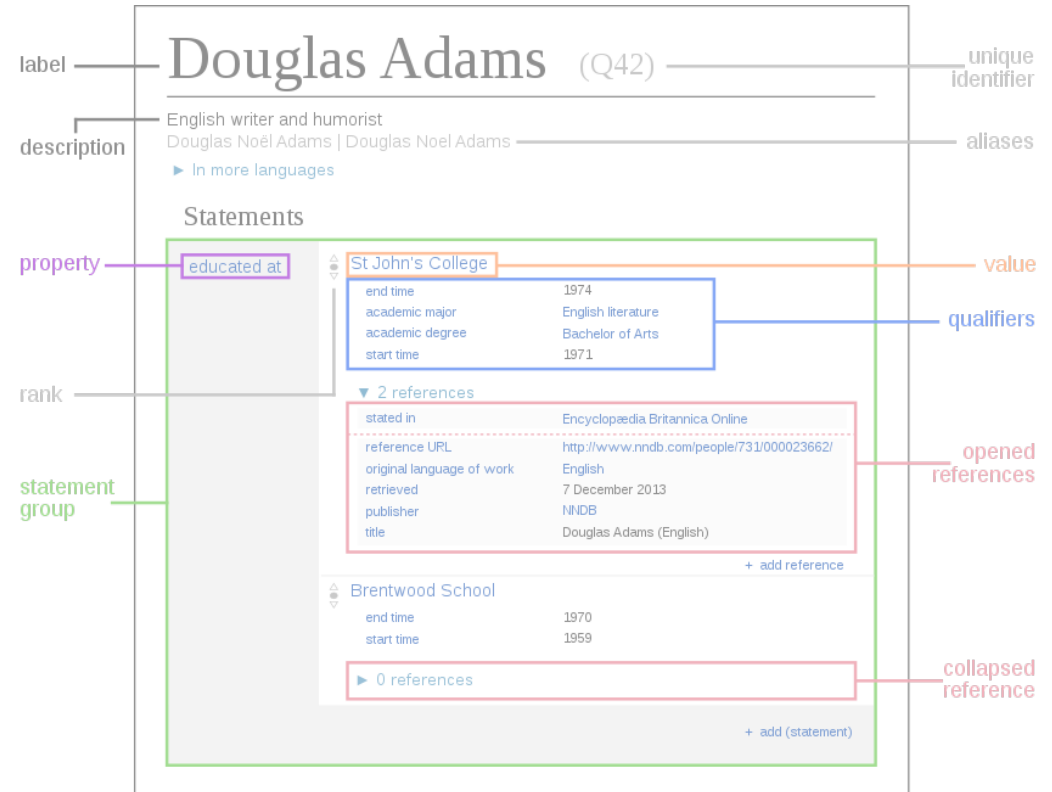 label
Douglas Adams (Q42)
unique
identifier
description
English writer and humorist
Douglas Noël Adams | Douglas Noel Adams
aliases
► In more languages
Statements
property
educated at
St John's College
value
end time 1974
academic major English literature
academic degree Bachelor of Arts
start time 1971
qualifiers
rank
▼ 2 references
stated in Encyclopædia Britannica Online
reference URL http://www.nndb.com/people/731/000023662/
original language of work English
retrieved 7 December 2013
publisher NNDB
title Douglas Adams (English)
opened
references
statement
group
+ add reference
Brentwood School
end time 1970
start time 1959
► 0 references
collapsed
reference
+ add (statement)